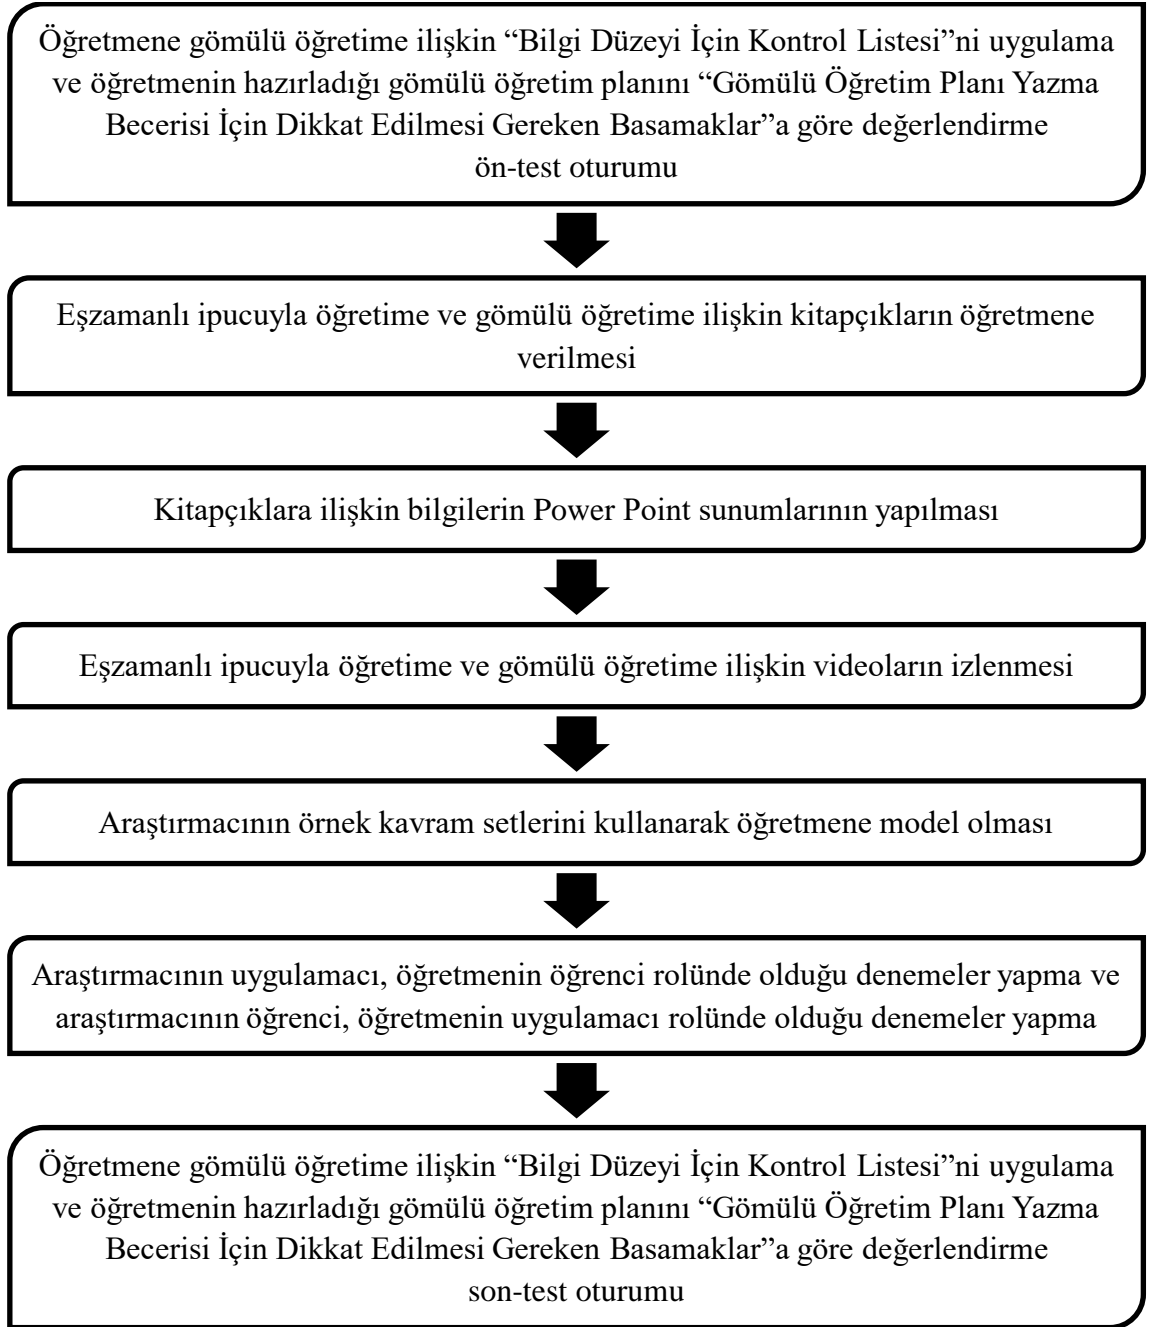 Öğretmene gömülü öğretime ilişkin “Bilgi Düzeyi İçin Kontrol Listesi”ni uygulama
ve öğretmenin hazırladığı gömülü öğretim planını “Gömülü Öğretim Planı Yazma
Becerisi İçin Dikkat Edilmesi Gereken Basamaklar”a göre değerlendirme
ön-test oturumu
Eşzamanlı ipucuyla öğretime ve gömülü öğretime ilişkin kitapçıkların öğretmene
verilmesi
Kitapçıklara ilişkin bilgilerin Power Point sunumlarının yapılması
Eşzamanlı ipucuyla öğretime ve gömülü öğretime ilişkin videoların izlenmesi
Araştırmacının örnek kavram setlerini kullanarak öğretmene model olması
Araştırmacının uygulamacı, öğretmenin öğrenci rolünde olduğu denemeler yapma ve
araştırmacının öğrenci, öğretmenin uygulamacı rolünde olduğu denemeler yapma
Öğretmene gömülü öğretime ilişkin “Bilgi Düzeyi İçin Kontrol Listesi”ni uygulama
ve öğretmenin hazırladığı gömülü öğretim planını “Gömülü Öğretim Planı Yazma
Becerisi İçin Dikkat Edilmesi Gereken Basamaklar”a göre değerlendirme
son-test oturumu